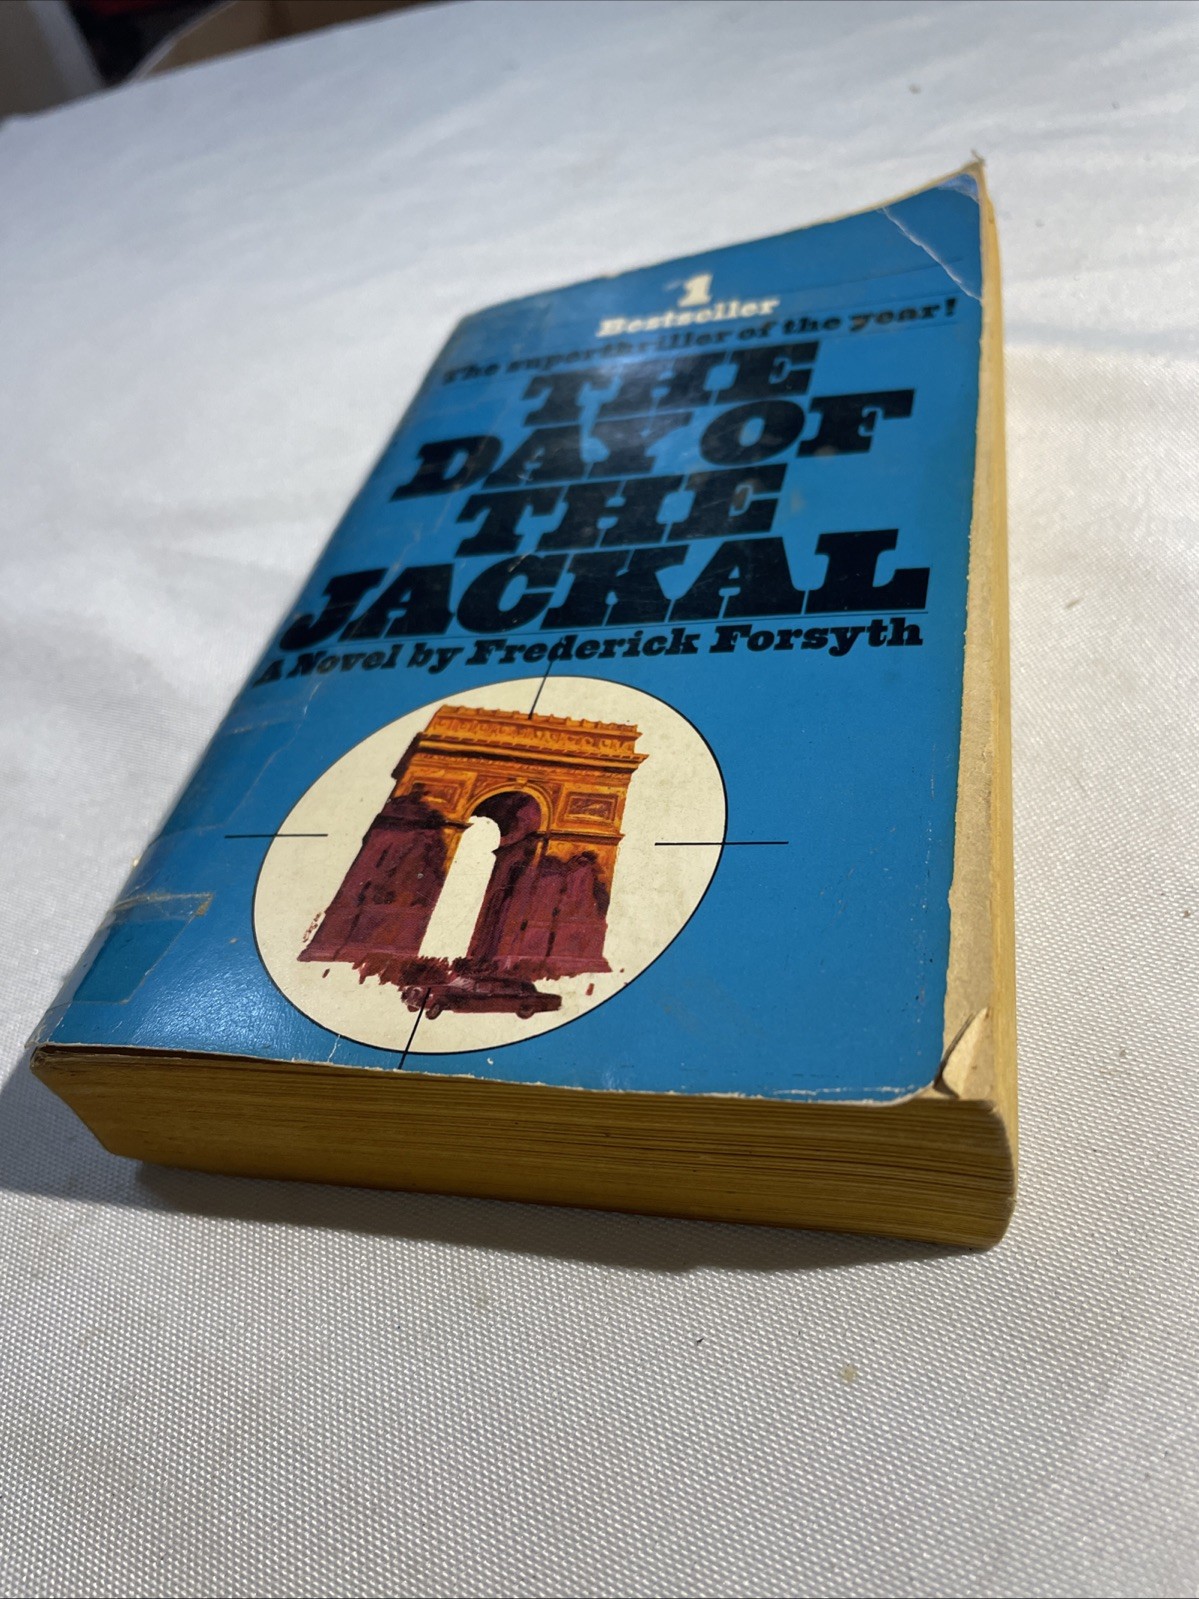 1
Bestseller
The superthriller of the year!
THE
DAY OF
THE
JACKAL
A Novel by Frederick Forsyth